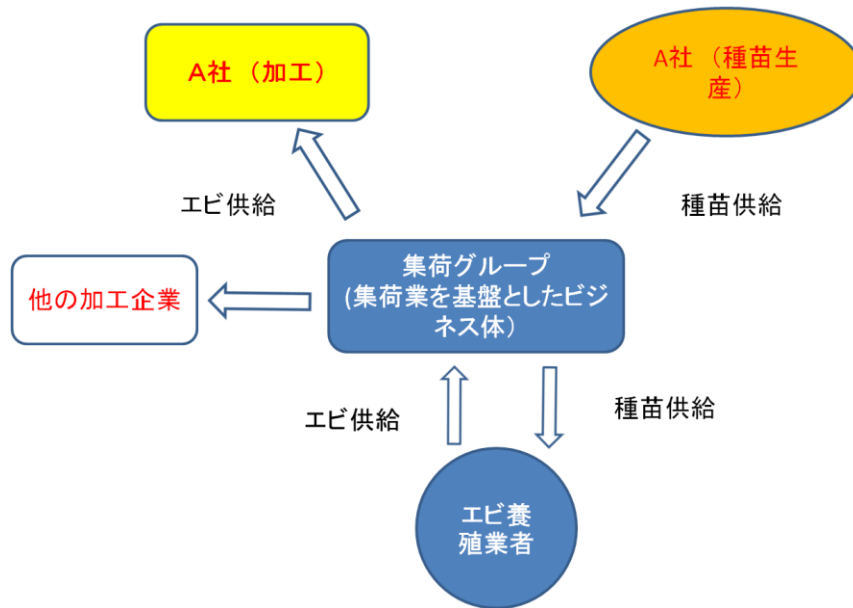 A社 （加工）
A社 （種苗生
産）
エビ供給
種苗供給
集荷グループ
(集荷業を基盤としたビジ
ネス体）
他の加工企業
エビ供給
種苗供給
エビ養
殖業者